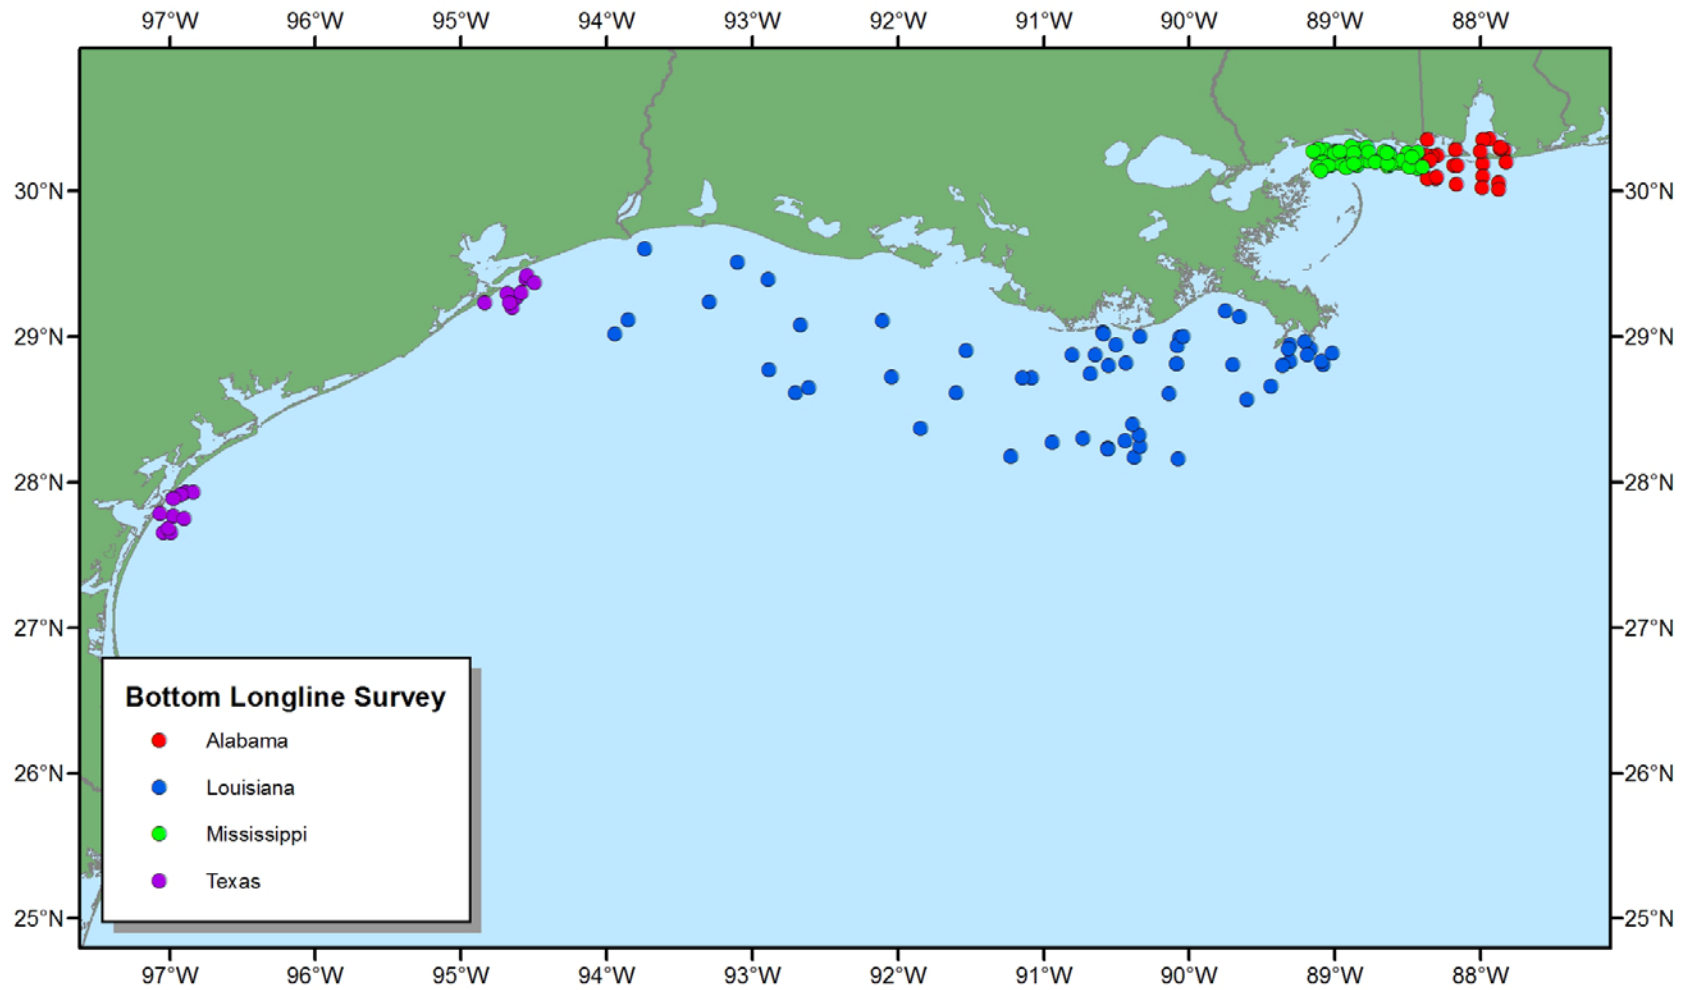 97°W 96°W 95°W 94°W 93°W 92°W 91°W 90°W 89°W 88°W
30°N 30°N
29°N 29°N
28°N 28°N
27°N 27°N
Bottom Longline Survey
Alabama
26°N 26°N
Louisiana
Mississippi
Texas
25°N 25°N
97°W 96°W 95°W 94°W 93°W 92°W 91°W 90°W 89°W 88°W